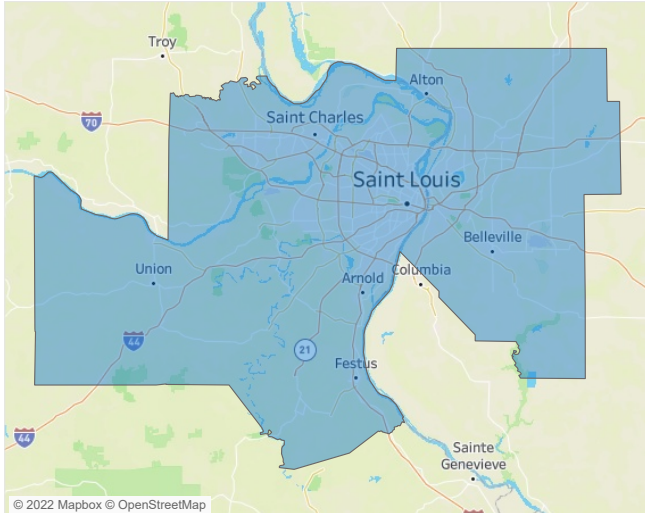 Troy
Alton
70
Saint Charles
Saint Louis
Belleville
Union
Arnold
Columbia
44
21
Festus
44
Sainte
Genevieve
© 2022 Mapbox © OpenStreetMap